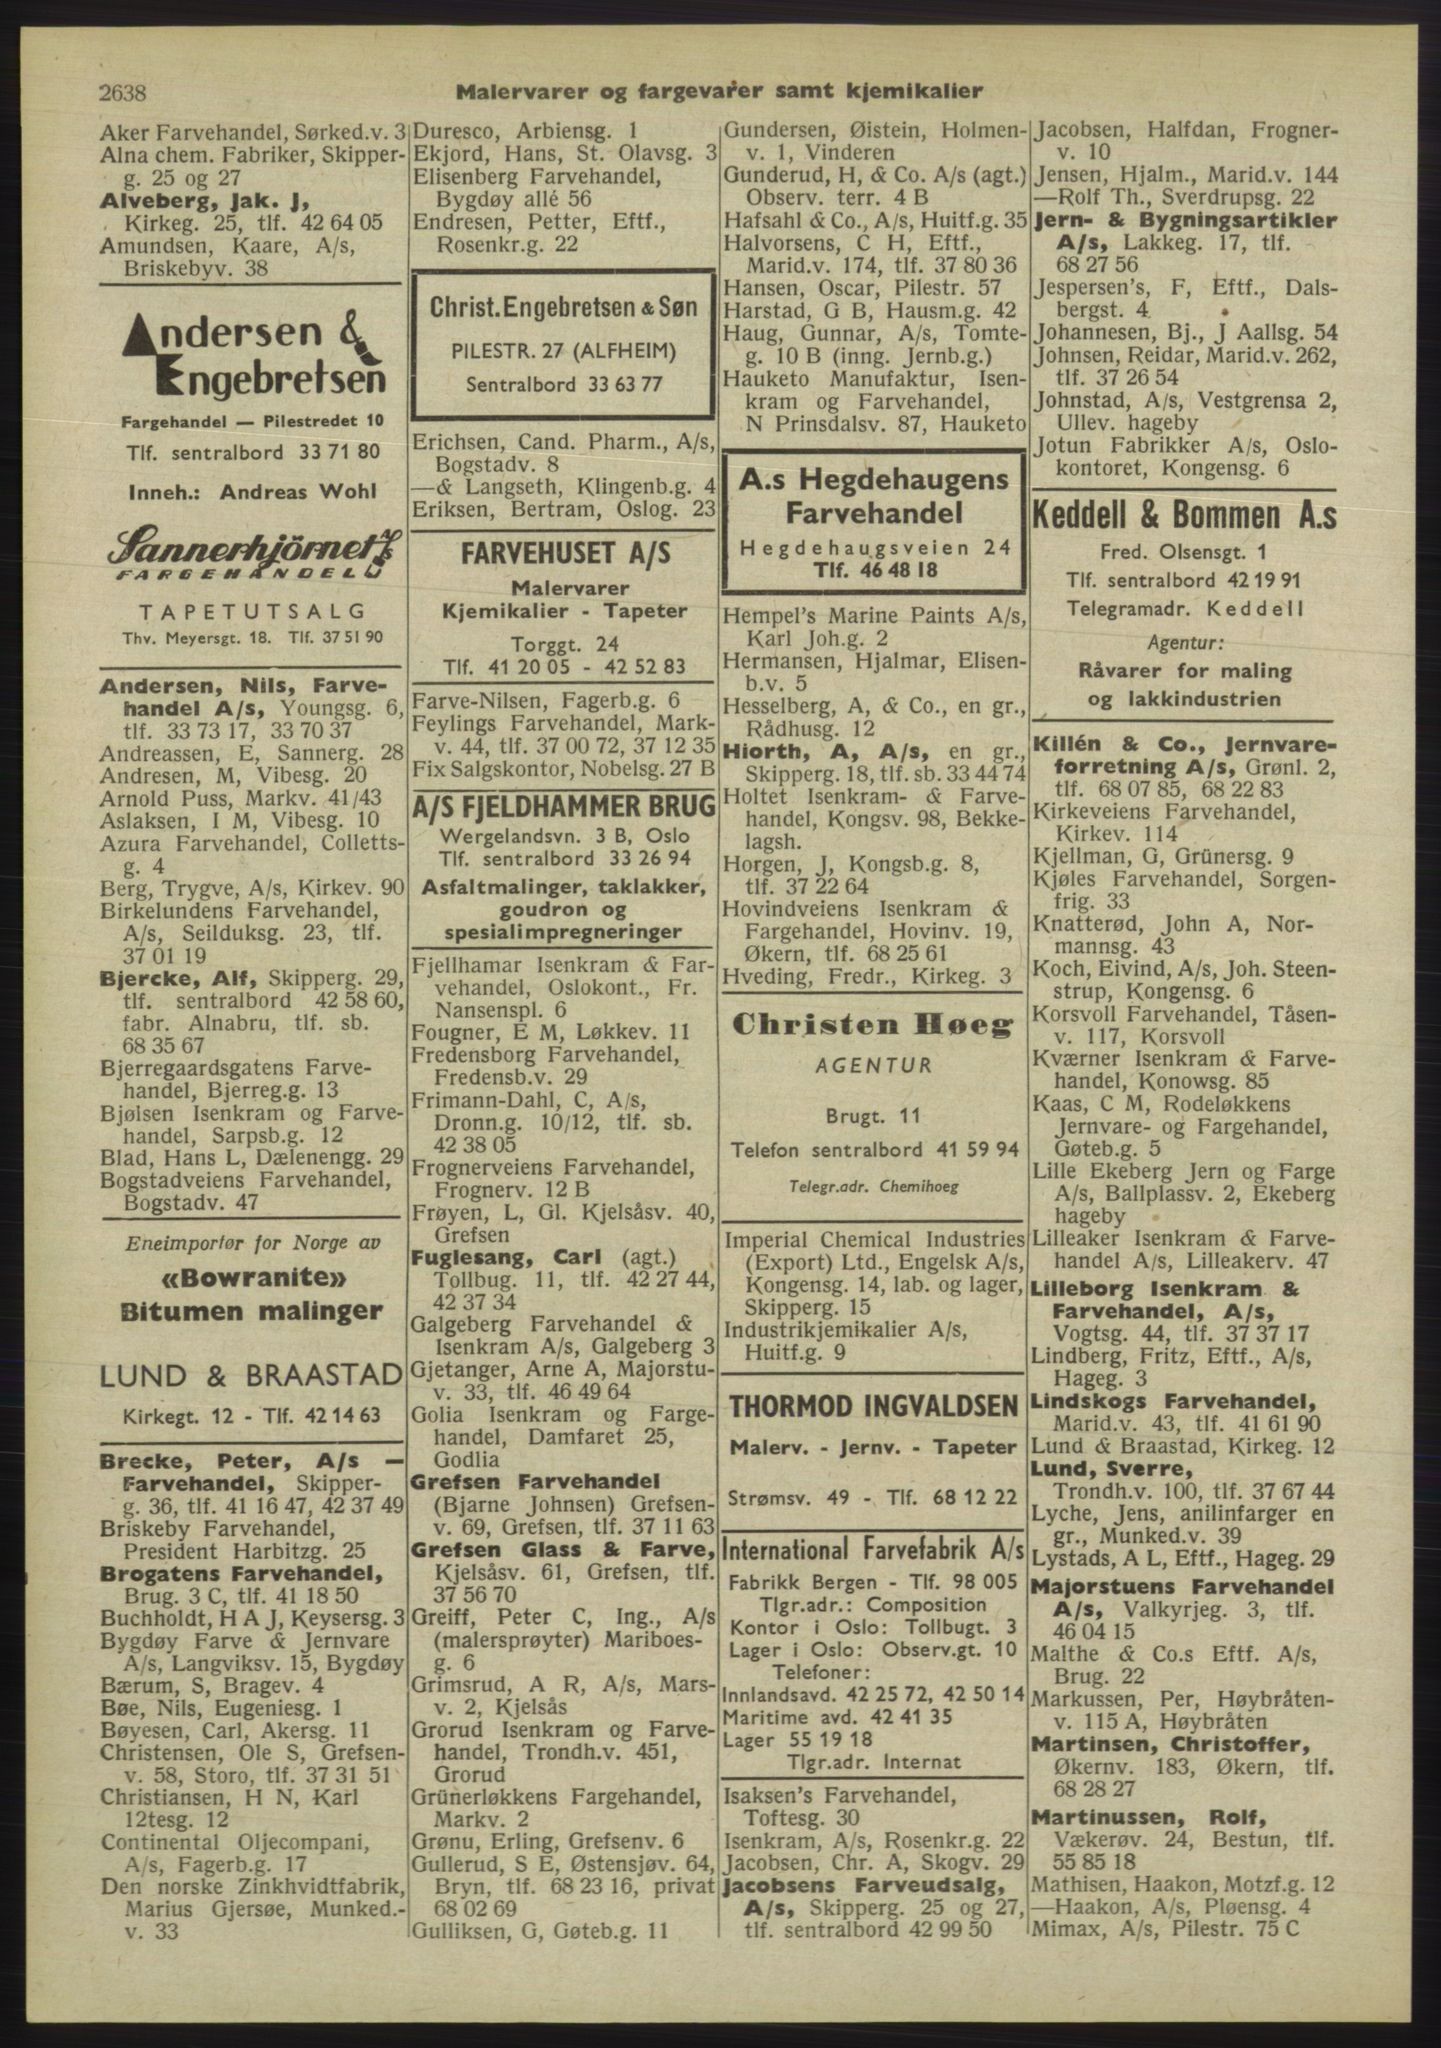 2638
Malervarer og fargevarer samt kjemikalier
Aker Farvehandel, Sørked.v. 3
Alna chem. Fabriker, Skipper-
g. 25 og 27
Alveberg, Jak. J,
Kirkeg. 25, tlf. 42 64 05
Amundsen, Kaare, A/s,
Briskebyv. 38
Andersen &
Engebretsen
Fargehandel — Pilestredet 10
Tlf. sentralbord 33 71 80
Inneh.: Andreas Wohl
Sannerhjörnet A/S
FARGEHANDEL
TAPETUTSALG
Thv. Meyersgt. 18. Tlf. 37 51 90
Andersen, Nils, Farve-
handel A/s, Youngsg. 6,
tlf. 33 73 17, 33 70 37
Andreassen, E, Sannerg. 28
Andresen, M, Vibesg. 20
Arnold Puss, Markv. 41/43
Aslaksen, I M, Vibesg. 10
Azura Farvehandel, Colletts-
g. 4
Berg, Trygve, A/s, Kirkev. 90
Birkelundens Farvehandel,
A/s, Seilduksg. 23, tlf.
37 01 19
Bjercke, Alf, Skipperg. 29,
tlf. sentralbord 42 58 60,
fabr. Alnabru, tlf. sb.
68 35 67
Bjerregaardsgatens Farve-
handel, Bjerreg.g. 13
Bjølsen Isenkram og Farve-
handel, Sarpsb.g. 12
Blad, Hans L, Dælenengg. 29
Bogstadveiens Farvehandel,
Bogstadv. 47
Eneimportør for Norge av
«Bowranite»
Bitumen malinger
LUND & BRAASTAD
Kirkegt. 12 - Tlf. 42 14 63
Brecke, Peter, A/s —
Farvehandel, Skipper-
g. 36, tlf. 41 16 47, 42 37 49
Briskeby Farvehandel,
President Harbitzg. 25
Brogatens Farvehandel,
Brug. 3 C, tlf. 41 18 50
Buchholdt, H A J, Keysersg. 3
Bygdøy Farve & Jernvare
A/s, Langviksv. 15, Bygdøy
Bærum, S, Bragev. 4
Bøe, Nils, Eugeniesg. 1
Bøyesen, Carl, Akersg. 11
Christensen, Ole S, Grefsen-
v. 58, Storo, tlf. 37 31 51
Christiansen, H N, Karl
12tesg. 12
Continental Oljecompani,
A/s, Fagerb.g. 17
Den norske Zinkhvidtfabrik,
Marius Gjersøe, Munked.-
v. 33
Duresco, Arbiensg. 1
Ekjord, Hans, St. Olavsg. 3
Elisenberg Farvehandel,
Bygdøy allé 56
Endresen, Petter, Eftf.,
Rosenkr.g. 22
Christ. Engebretsen & Søn
PILESTR. 27 (ALFHEIM)
Sentralbord 33 63 77
Erichsen, Cand. Pharm., A/s,
Bogstadv. 8
—& Langseth, Klingenb.g. 4
Eriksen, Bertram, Oslog. 23
FARVEHUSET A/S
Malervarer
Kjemikalier - Tapeter
Torggt. 24
Tlf. 41 20 05 - 42 52 83
Farve-Nilsen, Fagerb.g. 6
Feylings Farvehandel, Mark-
v. 44, tlf. 37 00 72, 37 12 35
Fix Salgskontor, Nobelsg. 27 B
A/S FJELDHAMMER BRUG
Wergelandsvn. 3 B, Oslo
Tlf. sentralbord 33 26 94
Asfaltmalinger, taklakker,
goudron og
spesialimpregneringer
Fjellhamar Isenkram & Far-
vehandel, Oslokont., Fr.
Nansenspl. 6
Fougner, E M, Løkkev. 11
Fredensborg Farvehandel,
Fredensb.v. 29
Frimann-Dahl, C, A/s,
Dronn.g. 10/12, tlf. sb.
42 38 05
Frognerveiens Farvehandel,
Frognerv. 12 B
Frøyen, L, Gl. Kjelsåsv. 40,
Grefsen
Fuglesang, Carl (agt.)
Tollbug. 11, tlf. 42 27 44,
42 37 34
Galgeberg Farvehandel &
Isenkram A/s, Galgeberg 3
Gjetanger, Arne A, Majorstu-
v. 33, tlf. 46 49 64
Golia Isenkram og Farge-
handel, Damfaret 25,
Godlia
Grefsen Farvehandel
(Bjarne Johnsen) Grefsen-
v. 69, Grefsen, tlf. 37 11 63
Grefsen Glass & Farve,
Kjelsåsv. 61, Grefsen, tlf.
37 56 70
Greiff, Peter C, Ing., A/s
(malersprøyter) Mariboes-
g. 6
Grimsrud, A R, A/s, Mars-
v. 2, Kjelsås
Grorud Isenkram og Farve-
handel, Trondh.v. 451,
Grorud
Grünerløkkens Fargehandel,
Markv. 2
Grønu, Erling, Grefsenv. 6
Gullerud, S E, Østensjøv. 64,
Bryn, tlf. 68 23 16, privat
68 02 69
Gulliksen, G, Gøteb.g. 11
Gundersen, Øistein, Holmen-
v. 1, Vinderen
Gunderud, H, & Co. A/s (agt.)
Observ. terr. 4 B
Hafsahl & Co., A/s, Huitf.g. 35
Halvorsens, C H, Eftf.,
Marid.v. 174, tlf. 37 80 36
Hansen, Oscar, Pilestr. 57
Harstad, G B, Hausm.g. 42
Haug, Gunnar, A/s, Tomte-
g. 10 B (inng. Jernb.g.)
Hauketo Manufaktur, Isen-
kram og Farvehandel,
N Prinsdalsv. 87, Hauketo
A.s Hegdehaugens
Farvehandel
Hegdehaugsveien 24
Tlf. 46 48 18
Hempel's Marine Paints A/s,
Karl Joh.g. 2
Hermansen, Hjalmar, Elisen-
b.v. 5
Hesselberg, A, & Co., en gr.,
Rådhusg. 12
Hiorth, A, A/s, en gr.,
Skipperg. 18, tlf. sb. 33 44 74
Holtet Isenkram- & Farve-
handel, Kongsv. 98, Bekke-
lagsh.
Horgen, J, Kongsb.g. 8,
tlf. 37 22 64
Hovindveiens Isenkram &
Fargehandel, Hovinv. 19,
Økern, tlf. 68 25 61
Hveding, Fredr., Kirkeg. 3
Christen Høeg
AGENTUR
Brugt. 11
Telefon sentralbord 41 59 94
Telegr.adr. Chemihoeg
Imperial Chemical Industries
(Export) Ltd., Engelsk A/s,
Kongensg. 14, lab. og lager,
Skipperg. 15
Industrikjemikalier A/s,
Huitf.g. 9
THORMOD INGVALDSEN
Malerv. - Jernv. - Tapeter
Strømsv. 49 - Tlf. 68 12 22
International Farvefabrik A/s
Fabrikk Bergen - Tlf. 98 005
Tlgr.adr.: Composition
Kontor i Oslo: Tollbugt. 3
Lager i Oslo: Observ.gt. 10
Telefoner:
Innlandsavd. 42 25 72, 42 50 14
Maritime avd. 42 41 35
Lager 55 19 18
Tlgr.adr. Internat
Isaksen's Farvehandel,
Toftesg. 30
Isenkram, A/s, Rosenkr.g. 22
Jacobsen, Chr. A, Skogv. 29
Jacobsens Farveudsalg,
A/s, Skipperg. 25 og 27,
tlf. sentralbord 42 99 50
Jacobsen, Halfdan, Frogner-
v. 10
Jensen, Hjalm., Marid.v. 144
—Rolf Th., Sverdrupsg. 22
Jern- & Bygningsartikler
A/s, Lakkeg. 17, tlf.
68 27 56
Jespersen's, F, Eftf., Dals-
bergst. 4
Johannesen, Bj., J Aallsg. 54
Johnsen, Reidar, Marid.v. 262,
tlf. 37 26 54
Johnstad, A/s, Vestgrensa 2,
Ullev. hageby
Jotun Fabrikker A/s, Oslo-
kontoret, Kongensg. 6
Keddell & Bommen A.s
Fred. Olsensgt. 1
Tlf. sentralbord 42 19 91
Telegramadr. Keddell
Agentur:
Råvarer for maling
og lakkindustrien
Killén & Co., Jernvare-
forretning A/s, Grønl. 2,
tlf. 68 07 85, 68 22 83
Kirkeveiens Farvehandel,
Kirkev. 114
Kjellman, G, Grünersg. 9
Kjøles Farvehandel, Sorgen-
frig. 33
Knatterød, John A, Nor-
mannsg. 43
Koch, Eivind, A/s, Joh. Steen-
strup, Kongensg. 6
Korsvoll Farvehandel, Tåsen-
v. 117, Korsvoll
Kværner Isenkram & Farve-
handel, Konowsg. 85
Kaas, C M, Rodeløkkens
Jernvare- og Fargehandel,
Gøteb.g. 5
Lille Ekeberg Jern og Farge
A/s, Ballplassv. 2, Ekeberg
hageby
Lilleaker Isenkram & Farve-
handel A/s, Lilleakerv. 47
Lilleborg Isenkram &
Farvehandel, A/s,
Vogtsg. 44, tlf. 37 37 17
Lindberg, Fritz, Eftf., A/s,
Hageg. 3
Lindskogs Farvehandel,
Marid.v. 43, tlf. 41 61 90
Lund & Braastad, Kirkeg. 12
Lund, Sverre,
Trondh.v. 100, tlf. 37 67 44
Lyche, Jens, anilinfarger en
gr., Munked.v. 39
Lystads, A L, Eftf., Hageg. 29
Majorstuens Farvehandel
A/s, Valkyrjeg. 3, tlf.
46 04 15
Malthe & Co.s Eftf. A/s,
Brug. 22
Markussen, Per, Høybråten-
v. 115 A, Høybråten
Martinsen, Christoffer,
Økernv. 183, Økern, tlf.
68 28 27
Martinussen, Rolf,
Vækerøv. 24, Bestun, tlf.
55 85 18
Mathisen, Haakon, Motzf.g. 12
—Haakon, A/s, Pløensg. 4
Mimax, A/s, Pilestr. 75 C